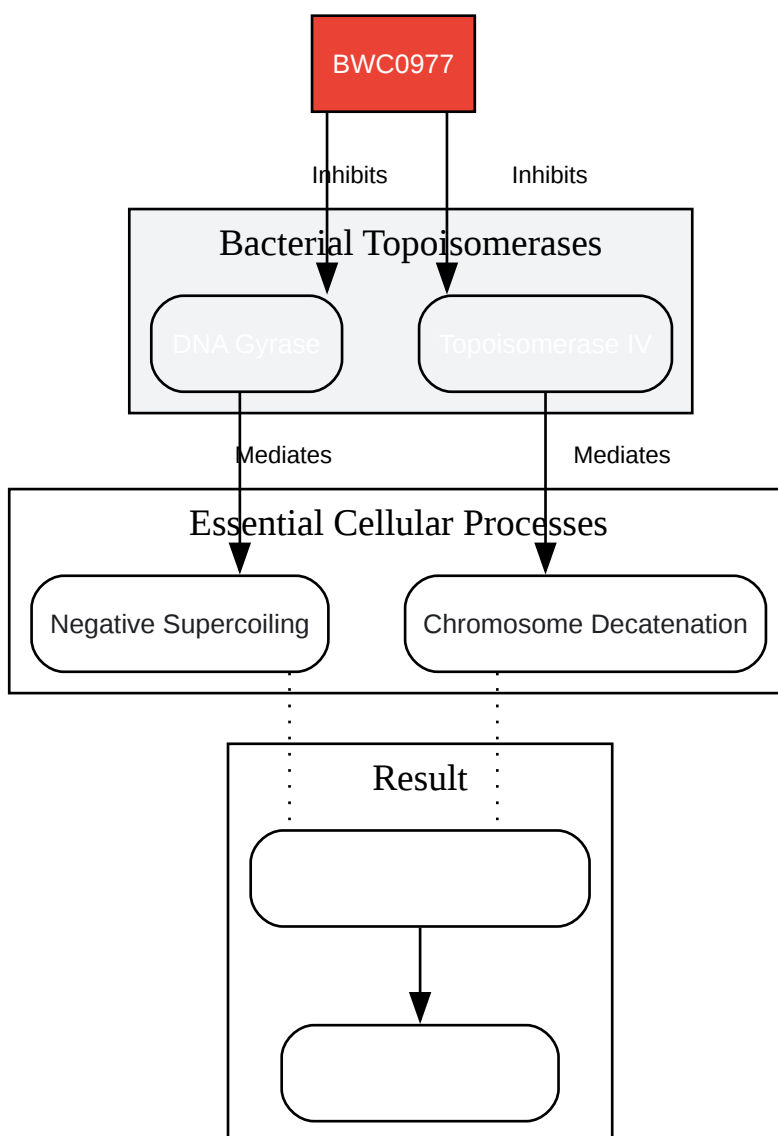 BWC0977
Inhibits Inhibits
Bacterial Topoisomerases
DNA Gyrase Topoisomerase IV
Mediates Mediates
Essential Cellular Processes
Negative Supercoiling Chromosome Decatenation
Result